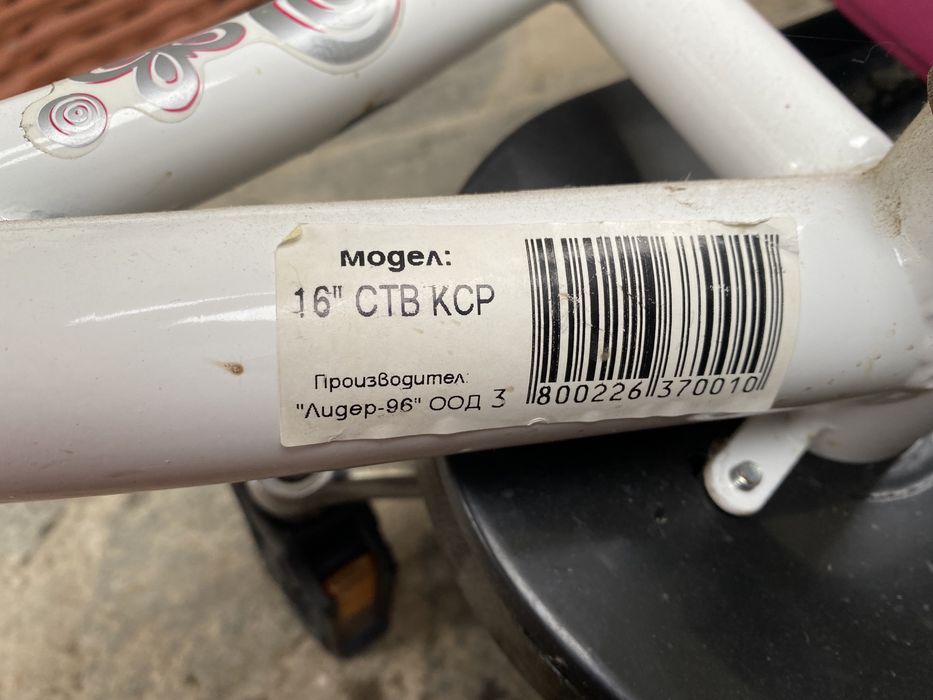 модел:
16" CTB KCP
Производител:
"Лидер-96" ООД
3 800226 370010